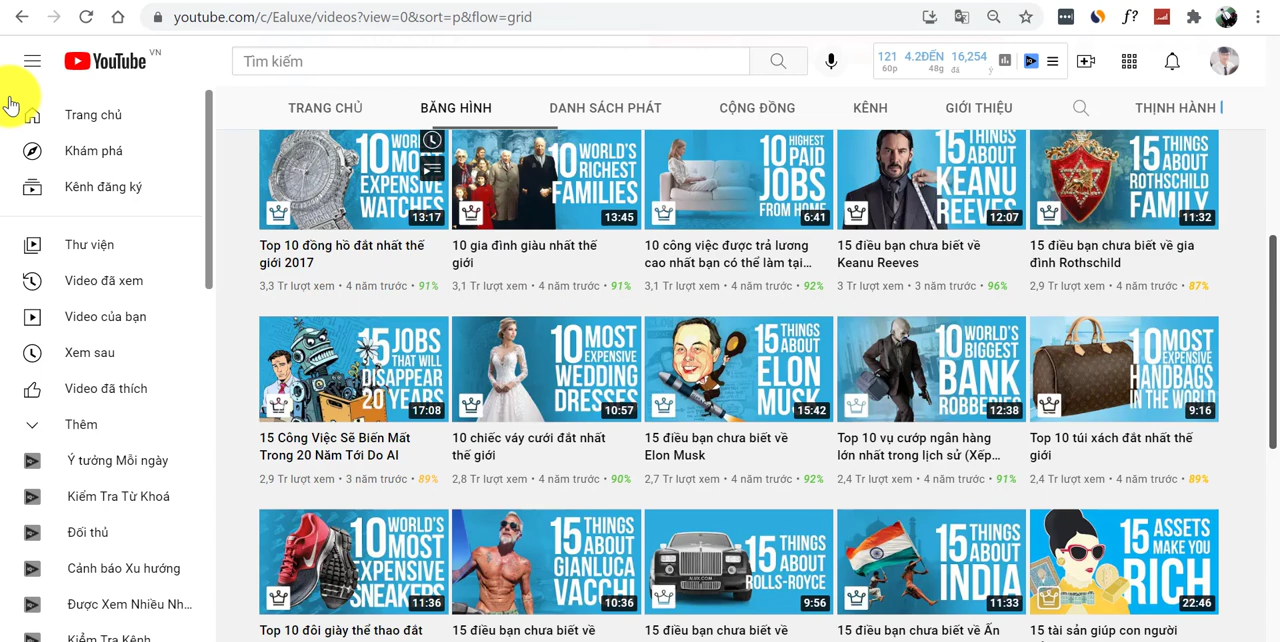 youtube.com/c/Ealuxe/videos?view=0&sort=p&flow=grid
YouTube VN
Tìm kiếm
121 4.2ĐẾN 16,254
60p 48g đá ý
TRANG CHỦ BĂNG HÌNH DANH SÁCH PHÁT CỘNG ĐỒNG KÊNH GIỚI THIỆU THỊNH HÀNH
Trang chủ
Khám phá
Kênh đăng ký
Thư viện
Video đã xem
Video của bạn
Xem sau
Video đã thích
Thêm
Ý tưởng Mỗi ngày
Kiểm Tra Từ Khoá
Đối thủ
Cảnh báo Xu hướng
Được Xem Nhiều Nh...
Kiểm Tra Kênh
10 WORLD'S
MOST
EXPENSIVE
WATCHES
13:17
10 WORLD'S
RICHEST
FAMILIES
13:45
10 HIGHEST
PAID
JOBS
FROM HOME
6:41
15 THINGS
ABOUT
KEANU
REEVES
12:07
15 THINGS
ABOUT
ROTHSCHILD
FAMILY
11:32
Top 10 đồng hồ đắt nhất thế
giới 2017
3,3 Tr lượt xem • 4 năm trước • 91%
10 gia đình giàu nhất thế
giới
3,1 Tr lượt xem • 4 năm trước • 91%
10 công việc được trả lương
cao nhất bạn có thể làm tại...
3,1 Tr lượt xem • 4 năm trước • 92%
15 điều bạn chưa biết về
Keanu Reeves
3 Tr lượt xem • 3 năm trước • 96%
15 điều bạn chưa biết về gia
đình Rothschild
2,9 Tr lượt xem • 4 năm trước • 87%
15 JOBS
THAT WILL
DISAPPEAR
20 YEARS
17:08
10 MOST
EXPENSIVE
WEDDING
DRESSES
10:57
15 THINGS
ABOUT
ELON
MUSK
15:42
10 WORLD'S
BIGGEST
BANK
ROBBERIES
12:38
10 MOST
EXPENSIVE
HANDBAGS
IN THE WORLD
9:16
15 Công Việc Sẽ Biến Mất
Trong 20 Năm Tới Do AI
2,9 Tr lượt xem • 3 năm trước • 89%
10 chiếc váy cưới đắt nhất
thế giới
2,8 Tr lượt xem • 4 năm trước • 90%
15 điều bạn chưa biết về
Elon Musk
2,7 Tr lượt xem • 4 năm trước • 92%
Top 10 vụ cướp ngân hàng
lớn nhất trong lịch sử (Xếp...
2,4 Tr lượt xem • 4 năm trước • 91%
Top 10 túi xách đắt nhất thế
giới
2,4 Tr lượt xem • 4 năm trước • 89%
10 WORLD'S
MOST
EXPENSIVE
SNEAKERS
11:36
15 THINGS
ABOUT
GIANLUCA
VACCHI
10:36
15 THINGS
ABOUT
ROLLS-ROYCE
ALUX.COM
9:56
15 THINGS
ABOUT
INDIA
11:33
15 ASSETS
MAKE YOU
RICH
22:46
Top 10 đôi giày thể thao đắt
15 điều bạn chưa biết về
15 điều bạn chưa biết về
15 điều bạn chưa biết về Ấn
15 tài sản giúp con người